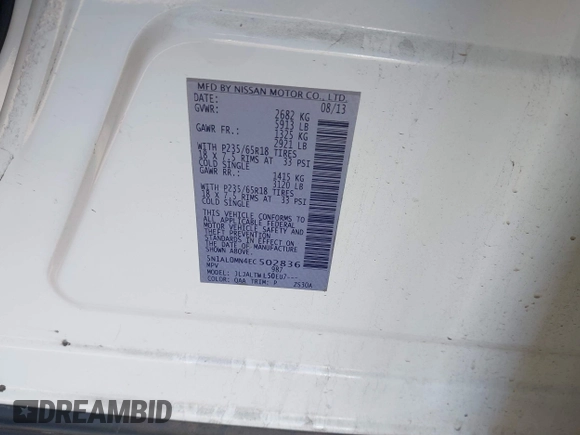 MFD BY NISSAN MOTOR CO., LTD.
DATE: 08/13
GVWR: 2682 KG
5913 LB
GAWR FR.: 1325 KG
2921 LB
WITH P235/65R18 TIRES
18 X 7.5 RIMS AT 33 PSI
COLD SINGLE
GAWR RR.: 1415 KG
3120 LB
WITH P235/65R18 TIRES
18 X 7.5 RIMS AT 33 PSI
COLD SINGLE
THIS VEHICLE CONFORMS TO
ALL APPLICABLE FEDERAL
MOTOR VEHICLE SAFETY AND
THEFT PREVENTION
STANDARDS IN EFFECT ON
THE DATE OF MANUFACTURE
SHOWN ABOVE.
5N1AL0MN4EC502836
MPV 987
MODEL: JLJALTWL50EU7---
COLOR: QAA TRIM: P 2S30A
DREAMBID